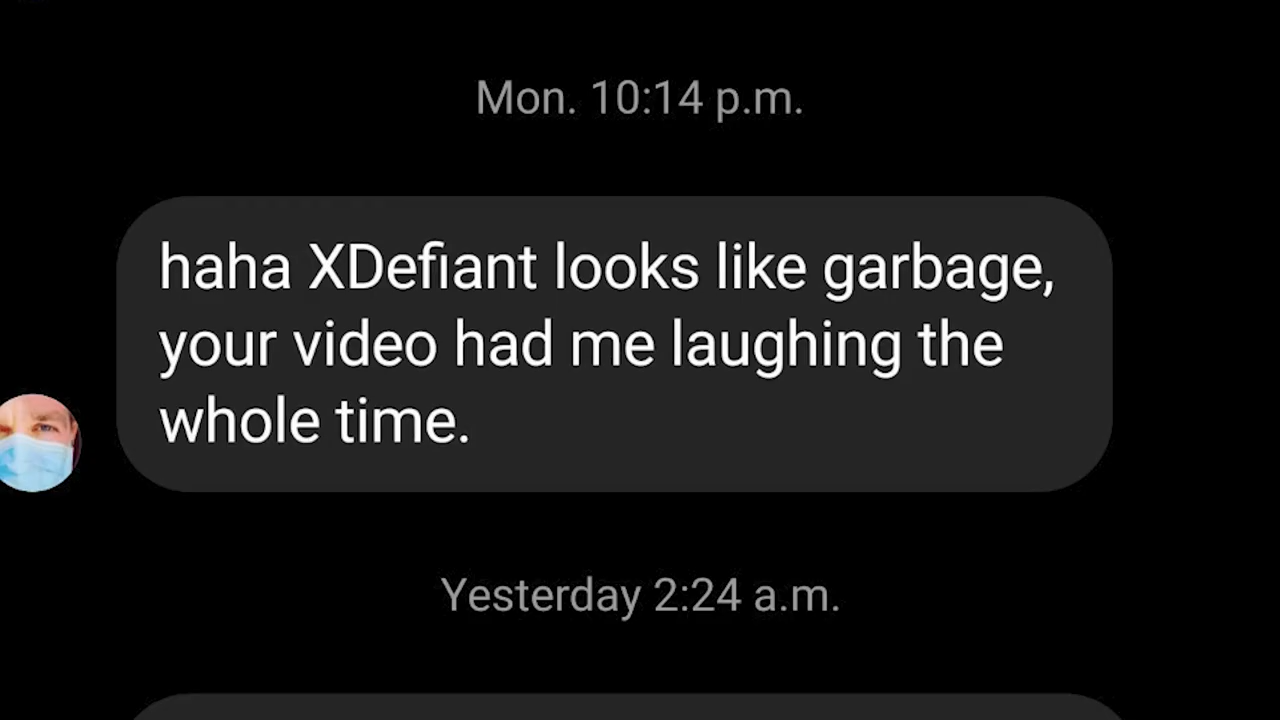 Mon. 10:14 p.m.
haha XDefiant looks like garbage,
your video had me laughing the
whole time.
Yesterday 2:24 a.m.